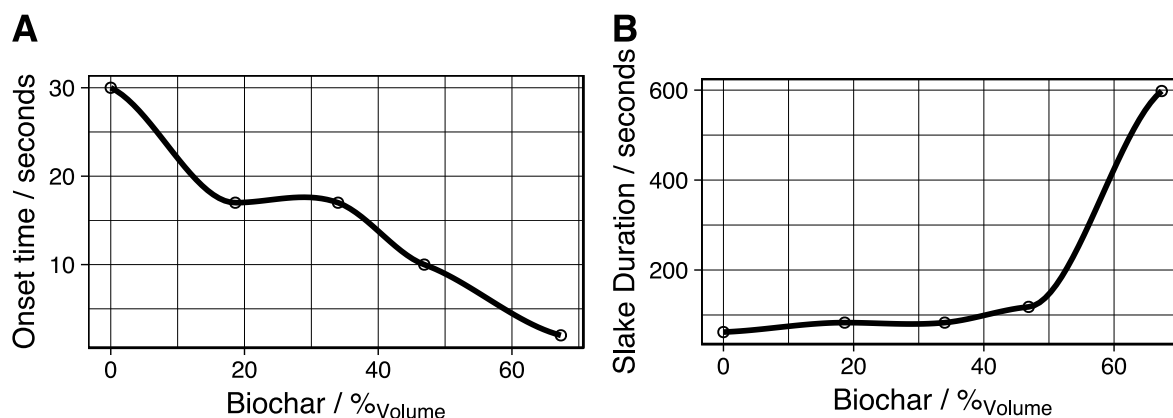 A
Onset time / seconds
30
20
10
0
20
40
60
Biochar / %Volume
B
Slake Duration / seconds
600
400
200
0
20
40
60
Biochar / %Volume